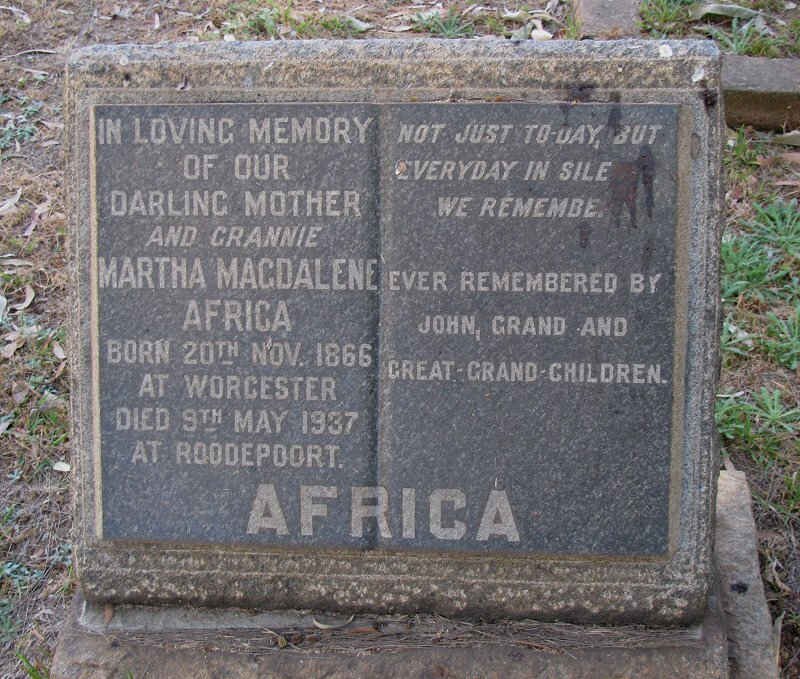 IN LOVING MEMORY
OF OUR
DARLING MOTHER
AND GRANNIE
MARTHA MAGDALENE
AFRICA
BORN 20TH NOV. 1866
AT WORCESTER
DIED 9TH MAY 1937
AT ROODEPOORT.
NOT JUST TO-DAY, BUT
EVERYDAY IN SILE
WE REMEMBE.
EVER REMEMBERED BY
JOHN, GRAND AND
GREAT-GRAND-CHILDREN.
AFRICA